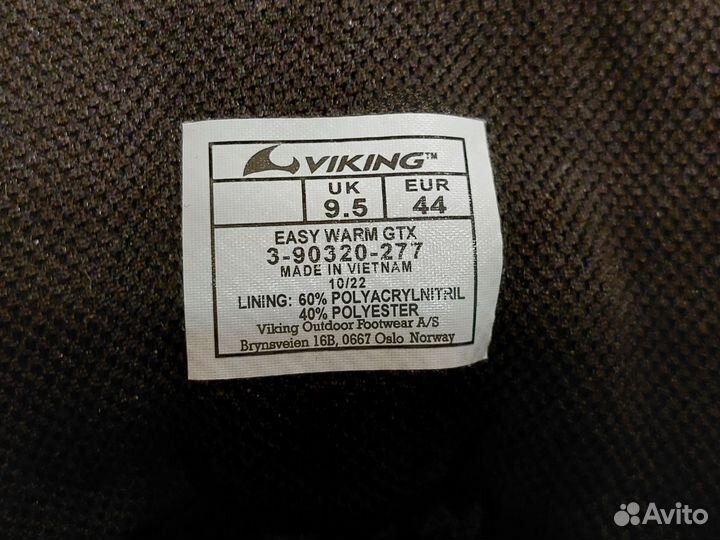 VIKING™
UK EUR
9.5 44
EASY WARM GTX
3-90320-277
MADE IN VIETNAM
10/22
LINING: 60% POLYACRYLNITRIL
40% POLYESTER
Viking Outdoor Footwear A/S
Brynsveien 16B, 0667 Oslo Norway
Avito